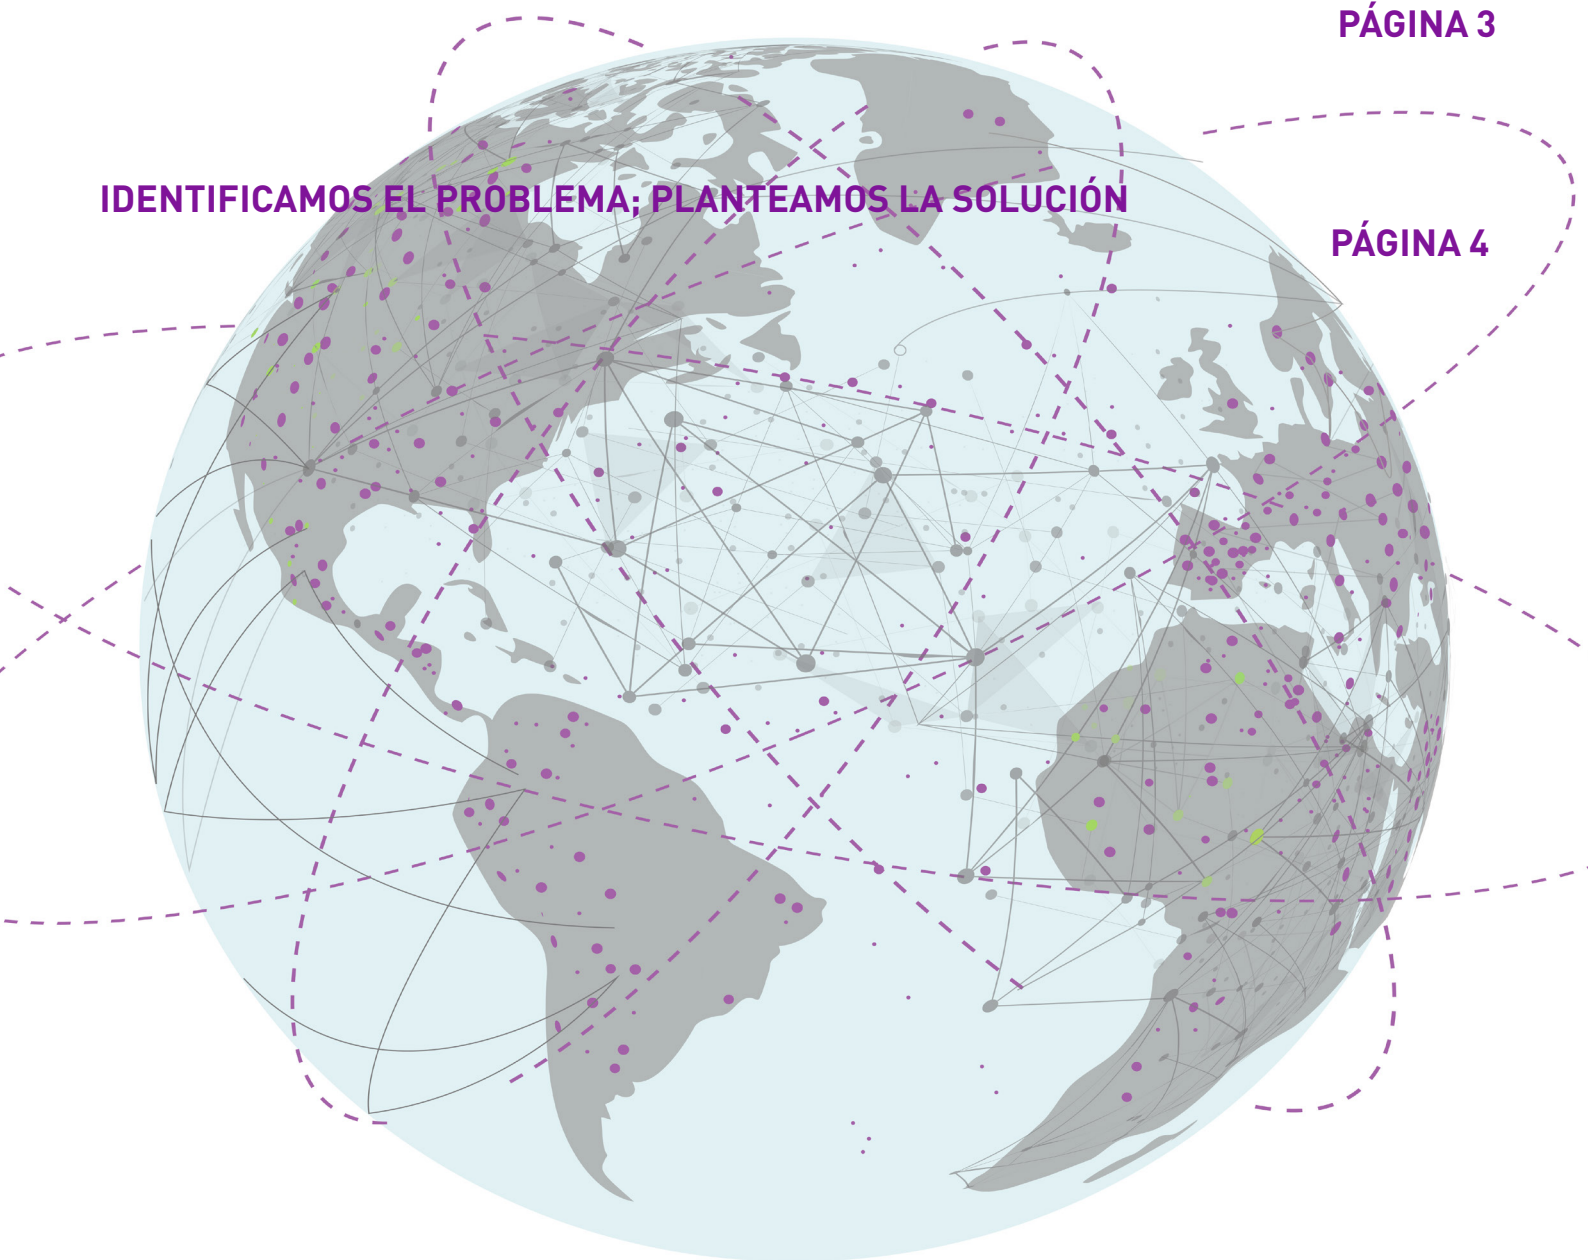 PÁGINA 3
IDENTIFICAMOS EL PROBLEMA; PLANTEAMOS LA SOLUCIÓN
PÁGINA 4